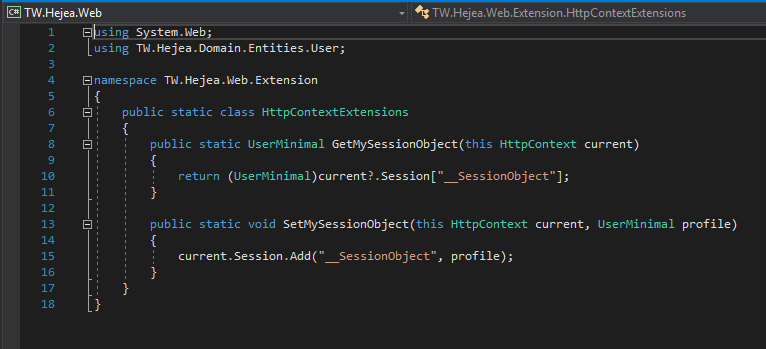 TW.Hejea.Web TW.Hejea.Web.Extension.HttpContextExtensions
1 using System.Web;
2 using TW.Hejea.Domain.Entities.User;
3
4 namespace TW.Hejea.Web.Extension
5 {
6 public static class HttpContextExtensions
7 {
8 public static UserMinimal GetMySessionObject(this HttpContext current)
9 {
10 return (UserMinimal)current?.Session["__SessionObject"];
11 }
12
13 public static void SetMySessionObject(this HttpContext current, UserMinimal profile)
14 {
15 current.Session.Add("__SessionObject", profile);
16 }
17 }
18 }